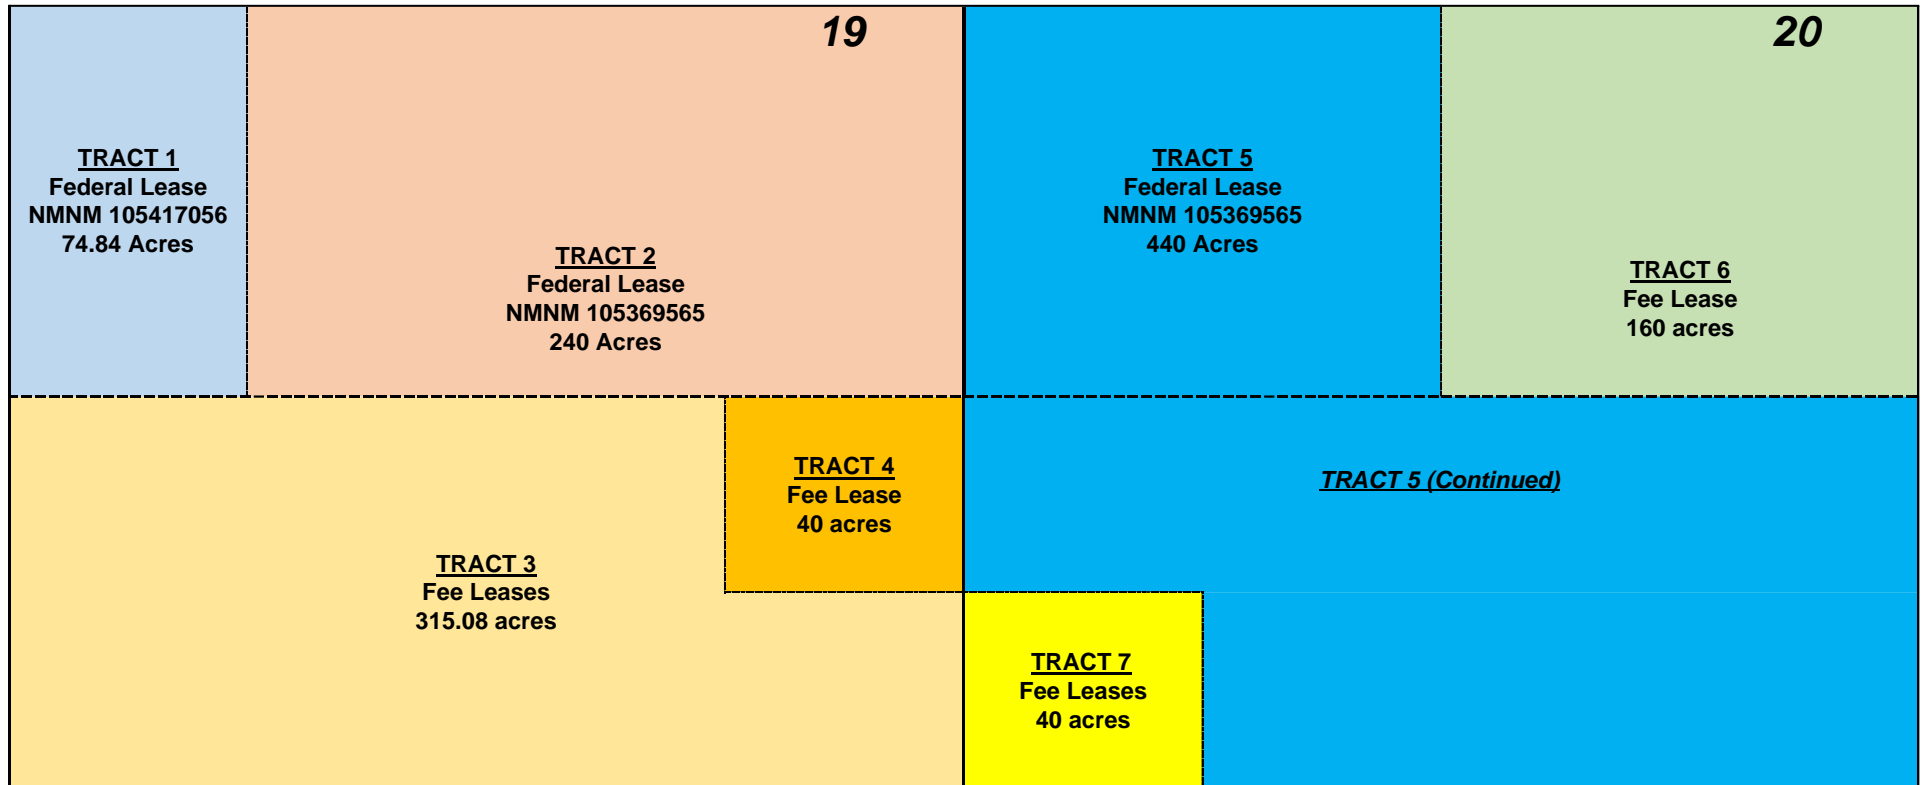 19
20
TRACT 1
Federal Lease
NMNM 105417056
74.84 Acres
TRACT 2
Federal Lease
NMNM 105369565
240 Acres
TRACT 5
Federal Lease
NMNM 105369565
440 Acres
TRACT 6
Fee Lease
160 acres
TRACT 4
Fee Lease
40 acres
TRACT 5 (Continued)
TRACT 3
Fee Leases
315.08 acres
TRACT 7
Fee Leases
40 acres